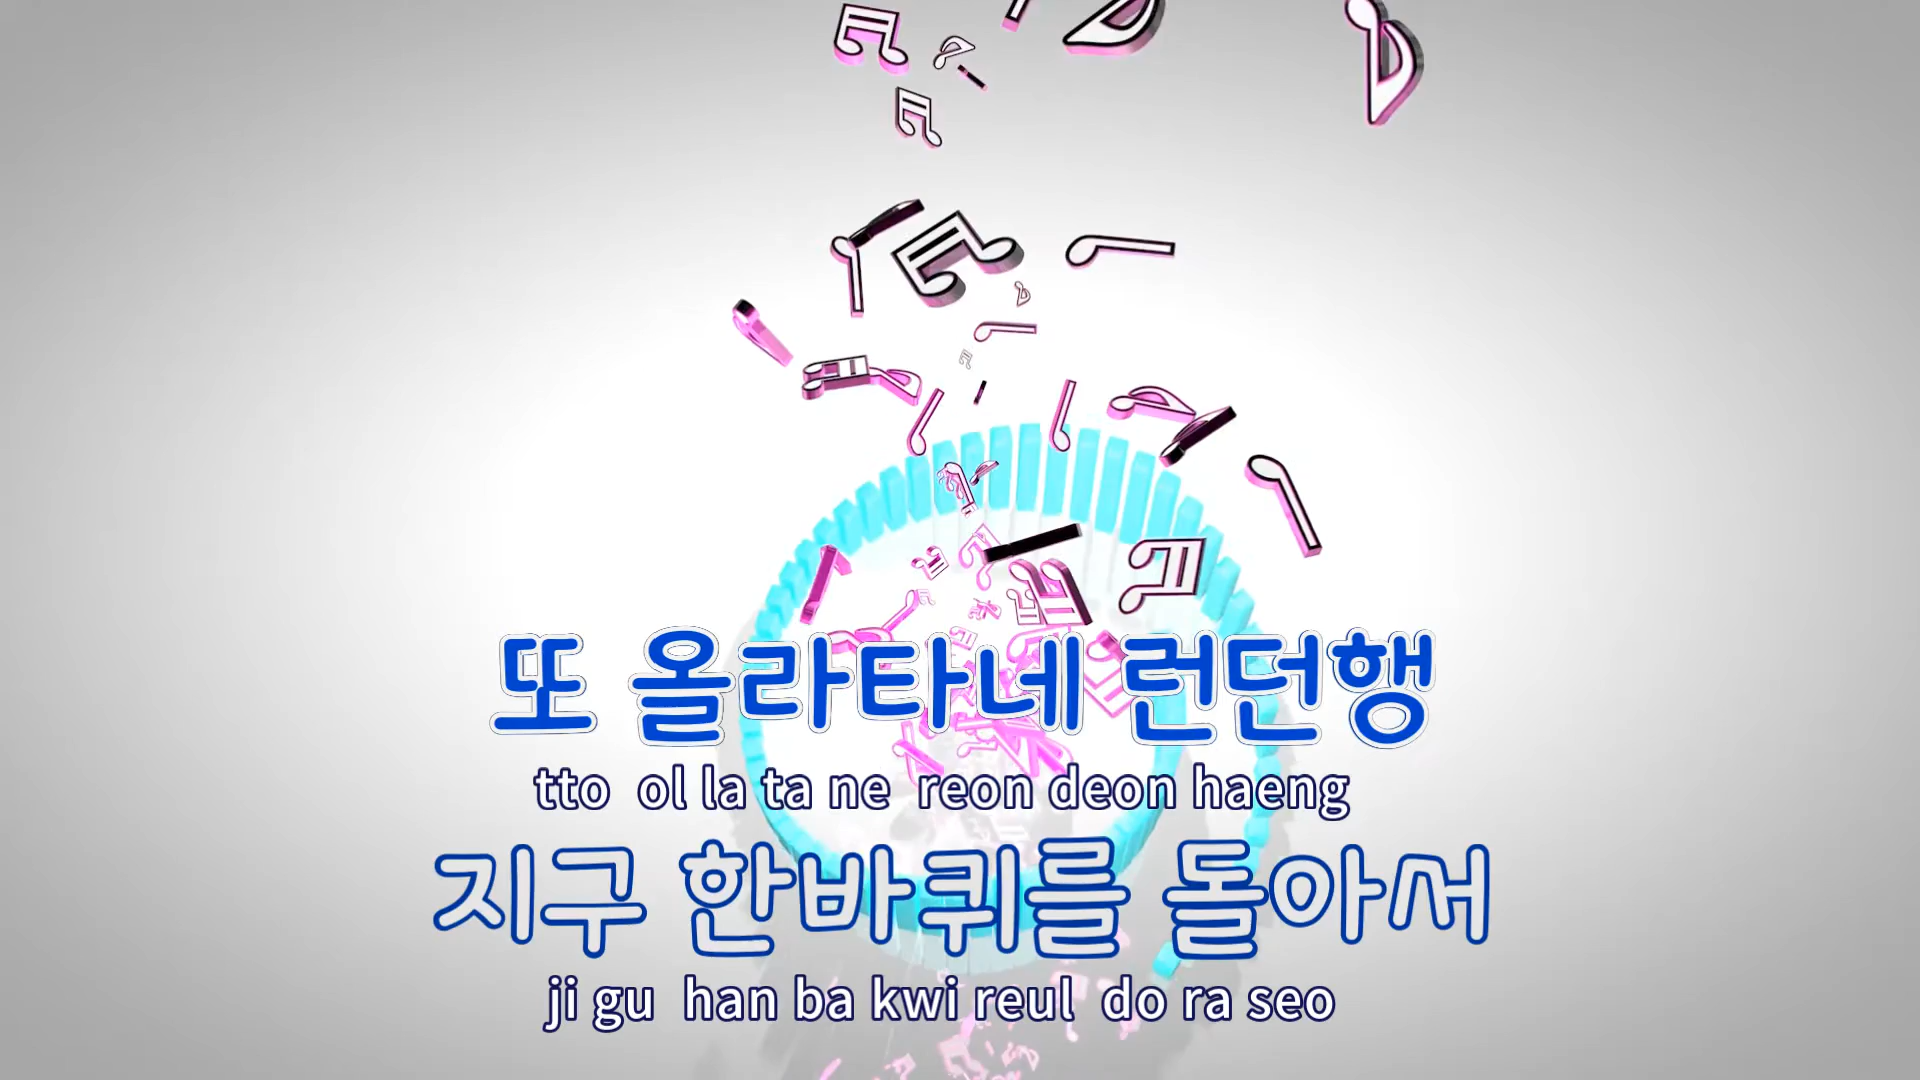 또 올라타네 런던행
tto ol la ta ne reon deon haeng
지구 한바퀴를 돌아서
ji gu han ba kwi reul do ra seo